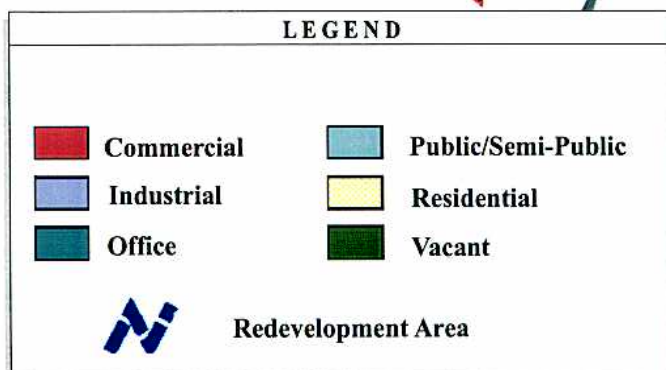 LEGEND
Commercial
Public/Semi-Public
Industrial
Residential
Office
Vacant
Redevelopment Area